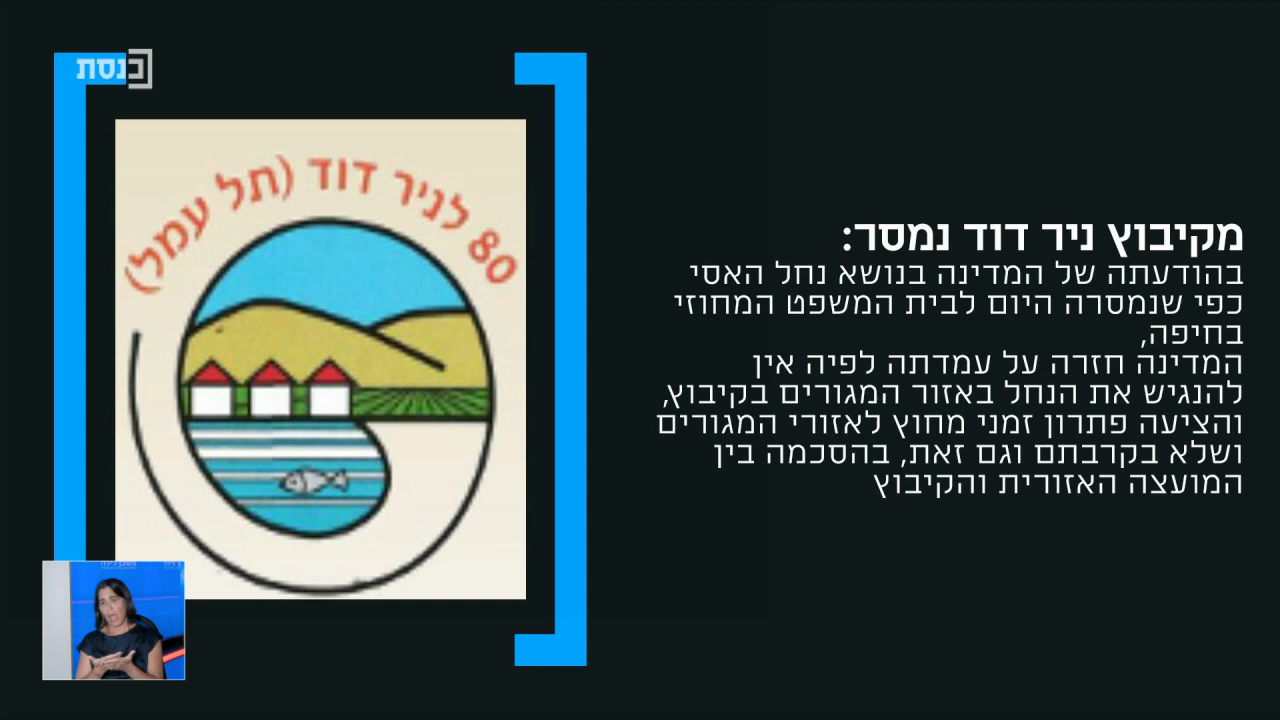 כנסת
80 לניר דוד (תל עמל)
מקיבוץ ניר דוד נמסר:
בהודעתה של המדינה בנושא נחל האסי
כפי שנמסרה היום לבית המשפט המחוזי
בחיפה,
המדינה חזרה על עמדתה לפיה אין
להנגיש את הנחל באזור המגורים בקיבוץ,
והציעה פתרון זמני מחוץ לאזורי המגורים
ושלא בקרבתם וגם זאת, בהסכמה בין
המועצה האזורית והקיבוץ